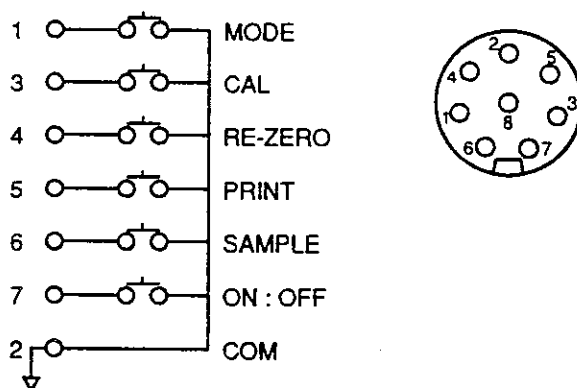 1 MODE
3 CAL
4 RE-ZERO
5 PRINT
6 SAMPLE
7 ON : OFF
2 COM
2
4 5
1 8 3
6 7